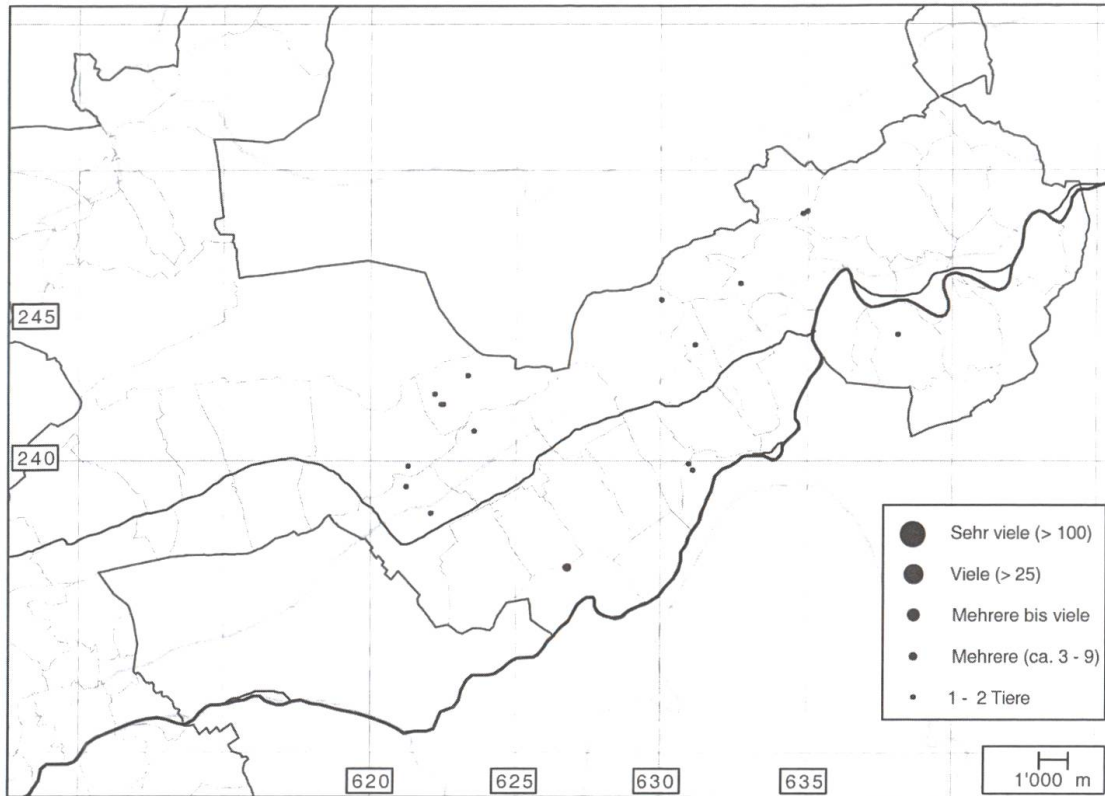 245
240
Sehr viele (> 100)
Viele (> 25)
Mehrere bis viele
Mehrere (ca. 3 - 9)
1 - 2 Tiere
620
625
630
635
1'000 m